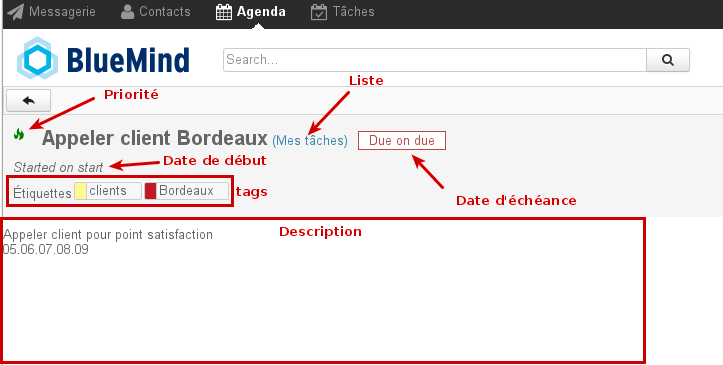 Messagerie Contacts Agenda Tâches
BlueMind
Search...
Liste
Priorité
Appeler client Bordeaux (Mes tâches) Due on due
Started on start
Date de début
Étiquettes clients Bordeaux tags
Date d'échéance
Description
Appeler client pour point satisfaction
05.06.07.08.09